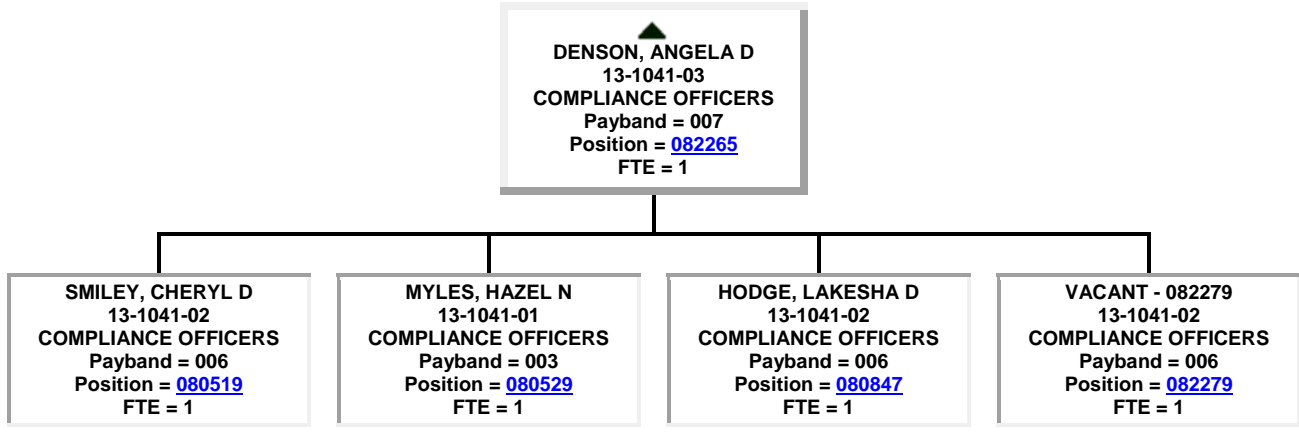 DENSON, ANGELA D
13-1041-03
COMPLIANCE OFFICERS
Payband = 007
Position = 082265
FTE = 1
SMILEY, CHERYL D
13-1041-02
COMPLIANCE OFFICERS
Payband = 006
Position = 080519
FTE = 1
MYLES, HAZEL N
13-1041-01
COMPLIANCE OFFICERS
Payband = 003
Position = 080529
FTE = 1
HODGE, LAKESHA D
13-1041-02
COMPLIANCE OFFICERS
Payband = 006
Position = 080847
FTE = 1
VACANT - 082279
13-1041-02
COMPLIANCE OFFICERS
Payband = 006
Position = 082279
FTE = 1